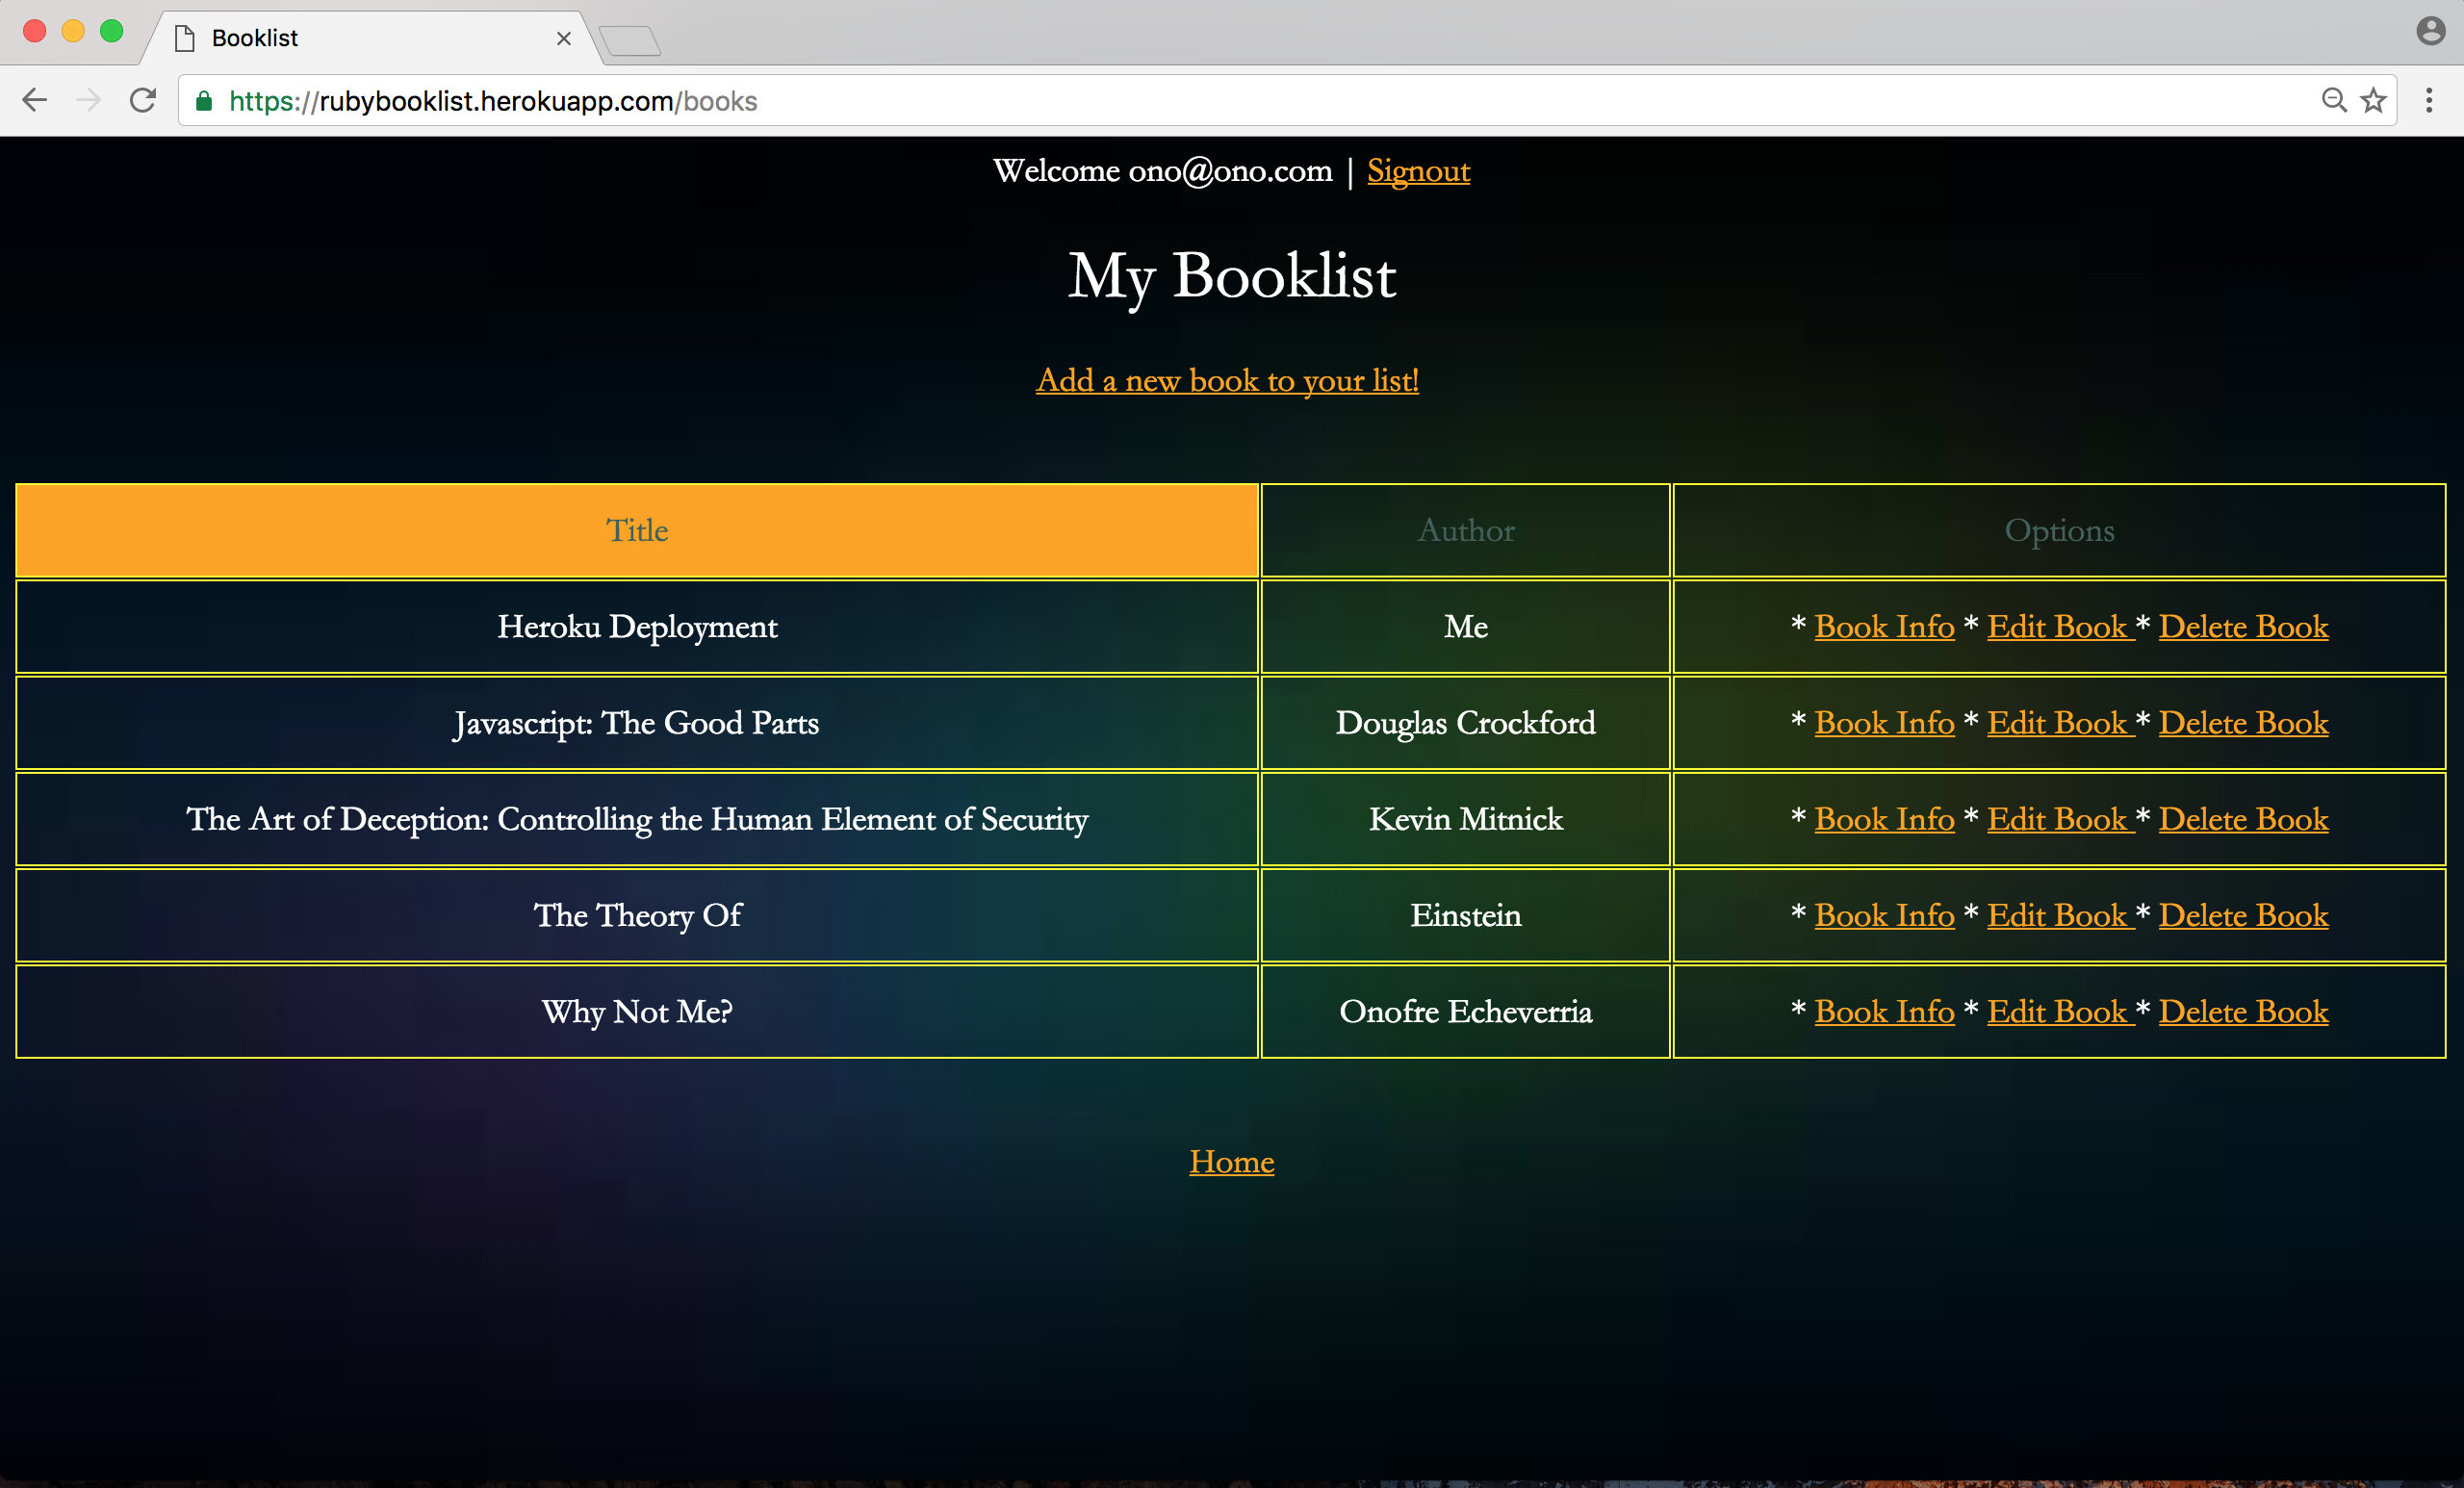 Booklist
https://rubybooklist.herokuapp.com/books
Welcome ono@ono.com | Signout
My Booklist
Add a new book to your list!
Title Author Options
Heroku Deployment Me * Book Info * Edit Book * Delete Book
Javascript: The Good Parts Douglas Crockford * Book Info * Edit Book * Delete Book
The Art of Deception: Controlling the Human Element of Security Kevin Mitnick * Book Info * Edit Book * Delete Book
The Theory Of Einstein * Book Info * Edit Book * Delete Book
Why Not Me? Onofre Echeverria * Book Info * Edit Book * Delete Book
Home